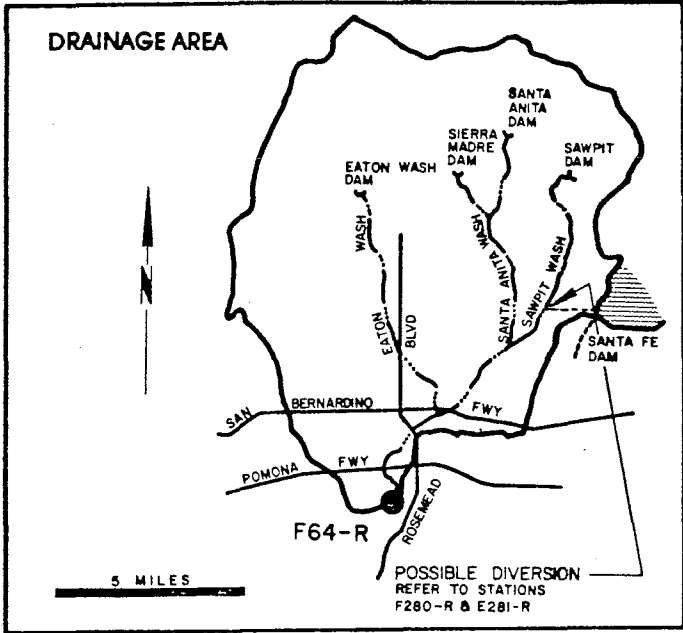 DRAINAGE AREA
SANTA
ANITA
DAM
SIERRA
MADRE
DAM
SAWPIT
DAM
EATON WASH
DAM
WASH
EATON
BLVD
SANTA ANITA WASH
SAWPIT WASH
N
SANTA FE
DAM
SAN BERNARDINO FWY
POMONA FWY
ROSEMEAD
F64-R
5 MILES
POSSIBLE DIVERSION
REFER TO STATIONS
F280-R & E281-R